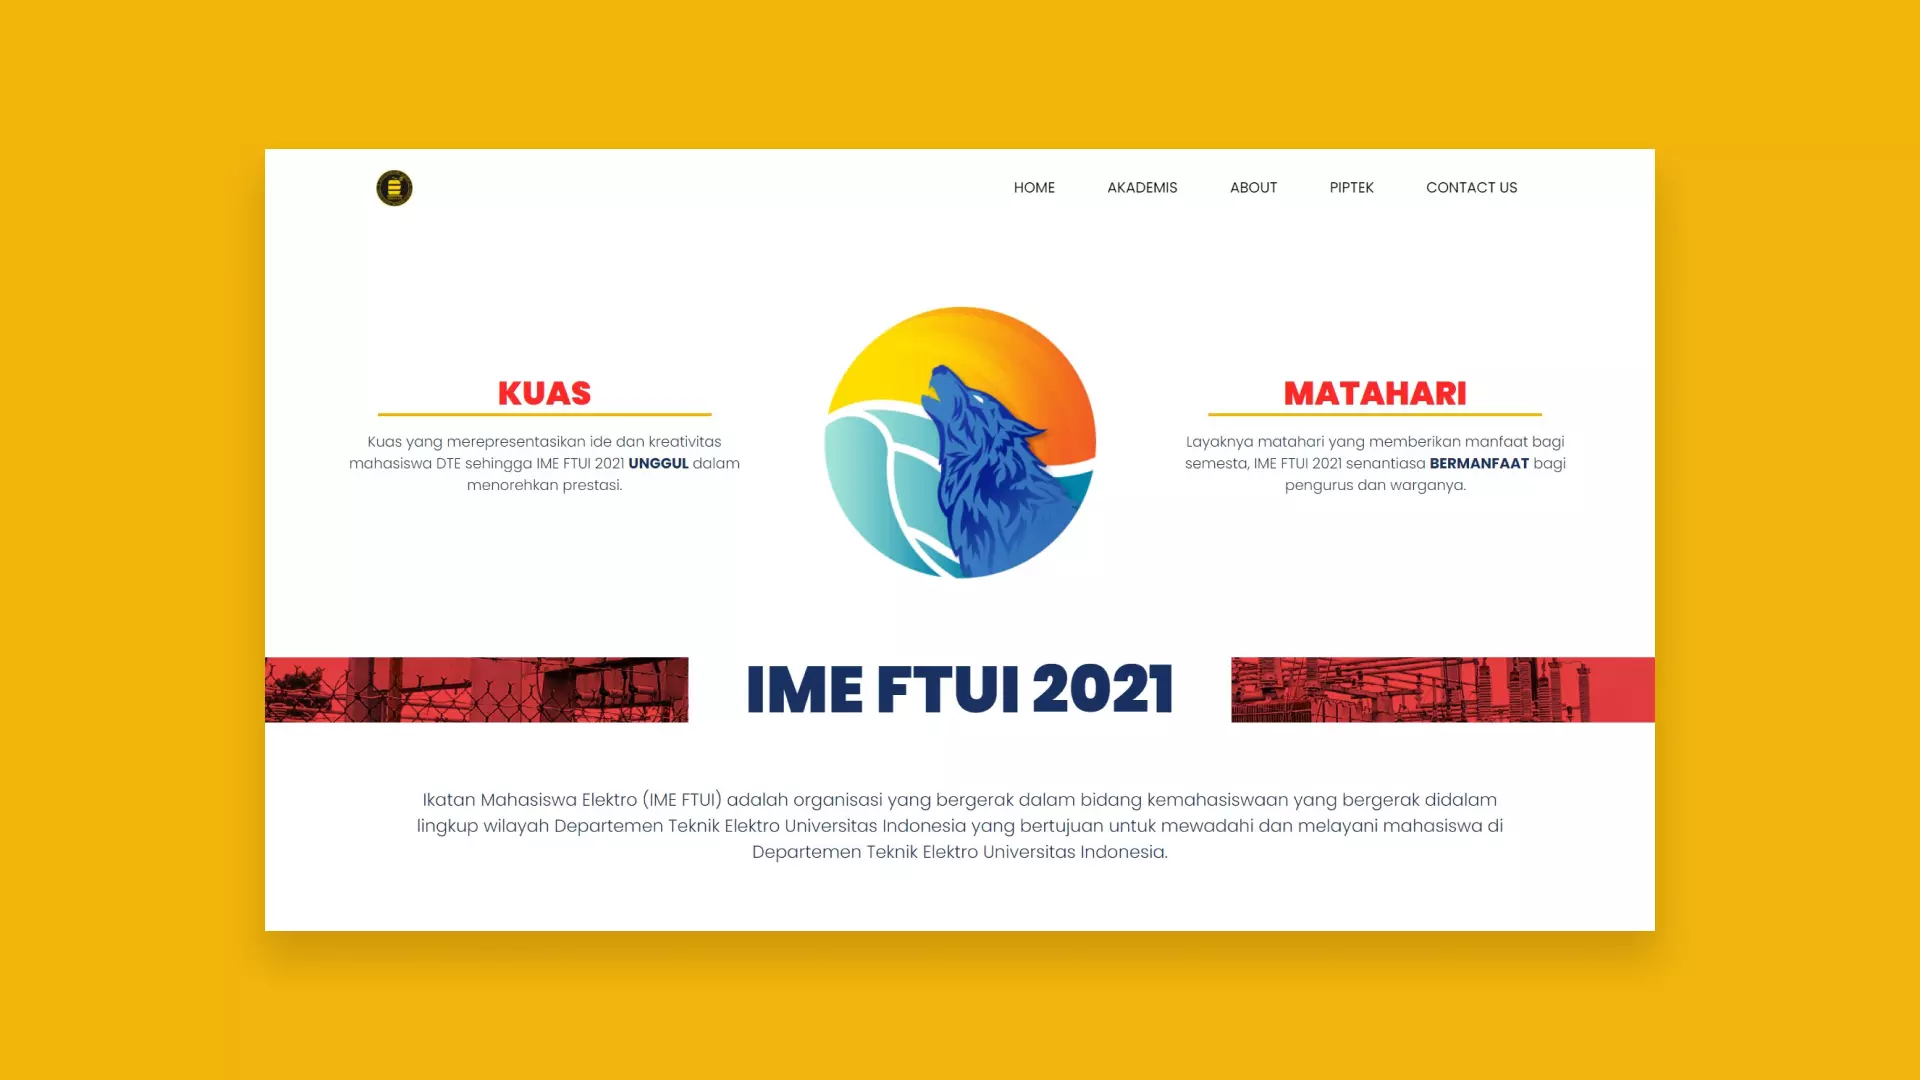 HOME AKADEMIS ABOUT PIPTEK CONTACT US
KUAS
Kuas yang merepresentasikan ide dan kreativitas
mahasiswa DTE sehingga IME FTUI 2021 UNGGUL dalam
menorehkan prestasi.
MATAHARI
Layaknya matahari yang memberikan manfaat bagi
semesta, IME FTUI 2021 senantiasa BERMANFAAT bagi
pengurus dan warganya.
IME FTUI 2021
Ikatan Mahasiswa Elektro (IME FTUI) adalah organisasi yang bergerak dalam bidang kemahasiswaan yang bergerak didalam
lingkup wilayah Departemen Teknik Elektro Universitas Indonesia yang bertujuan untuk mewadahi dan melayani mahasiswa di
Departemen Teknik Elektro Universitas Indonesia.